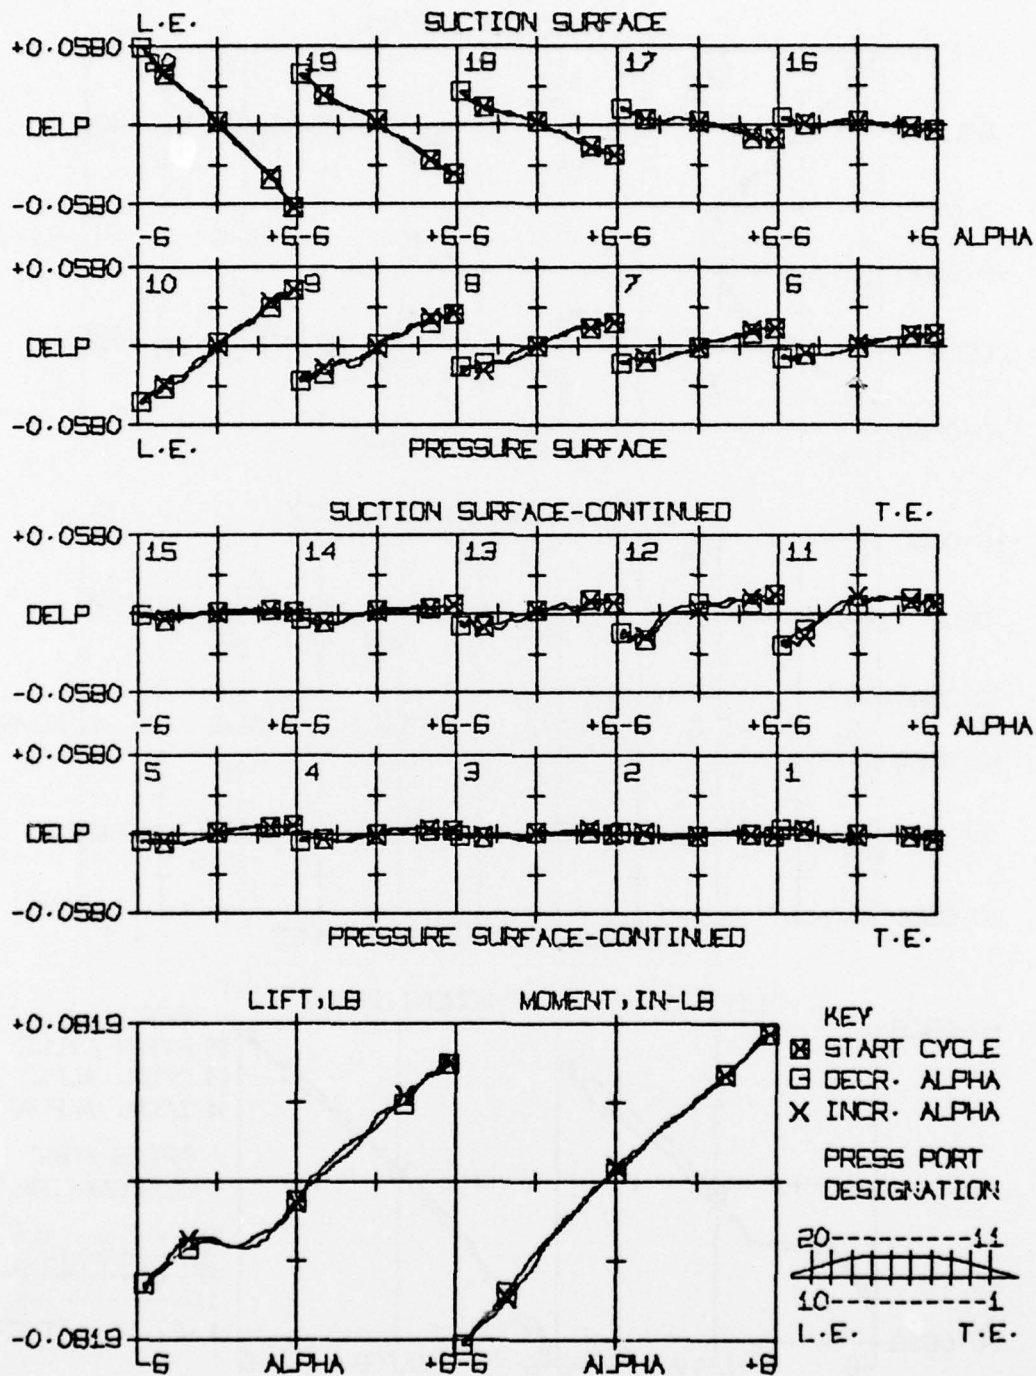 L.E. SUCTION SURFACE
+0.0580
19 18 17 16
DELP
-0.0580
-6 +6-6 +6-6 +6-6 +6-6 +6 ALPHA
+0.0580
10 9 8 7 6
DELP
-0.0580
L.E. PRESSURE SURFACE
SUCTION SURFACE-CONTINUED T.E.
+0.0580
15 14 13 12 11
DELP
-0.0580
-6 +6-6 +6-6 +6-6 +6-6 +6 ALPHA
+0.0580
5 4 3 2 1
DELP
-0.0580
PRESSURE SURFACE-CONTINUED T.E.
LIFT,LB MOMENT,IN-LB
+0.0819
-0.0819
-6 ALPHA +6-6 ALPHA +6
KEY
START CYCLE
DECR. ALPHA
INCR. ALPHA
PRESS PORT
DESIGNATION
20--------11
10---------1
L.E. T.E.